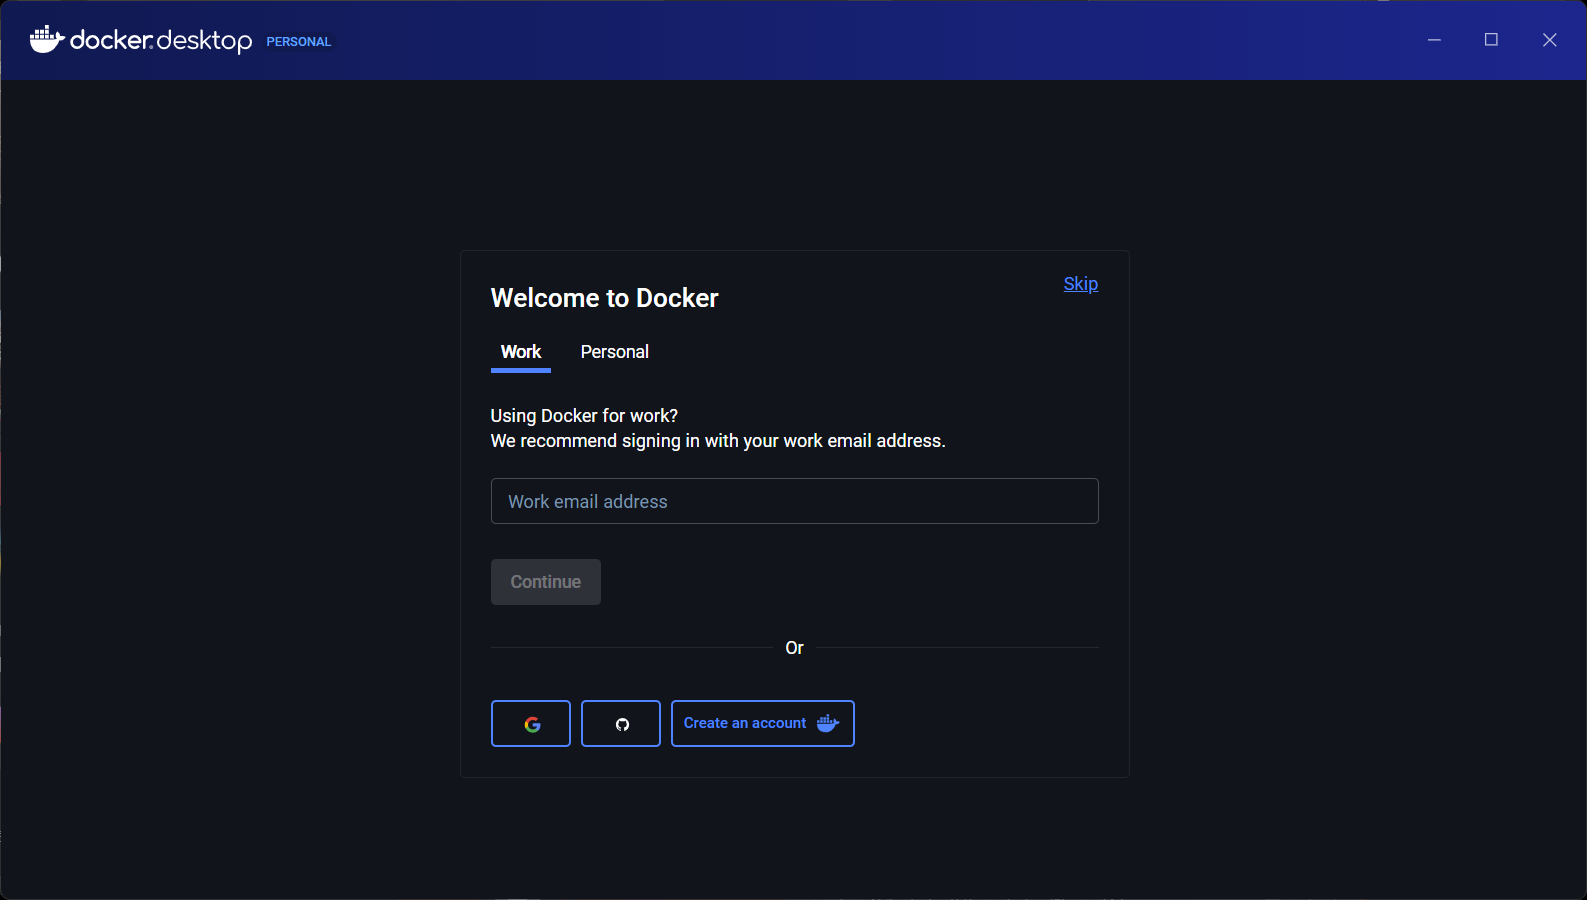 docker.desktop PERSONAL
Skip
Welcome to Docker
Work Personal
Using Docker for work?
We recommend signing in with your work email address.
Work email address
Continue
Or
Create an account